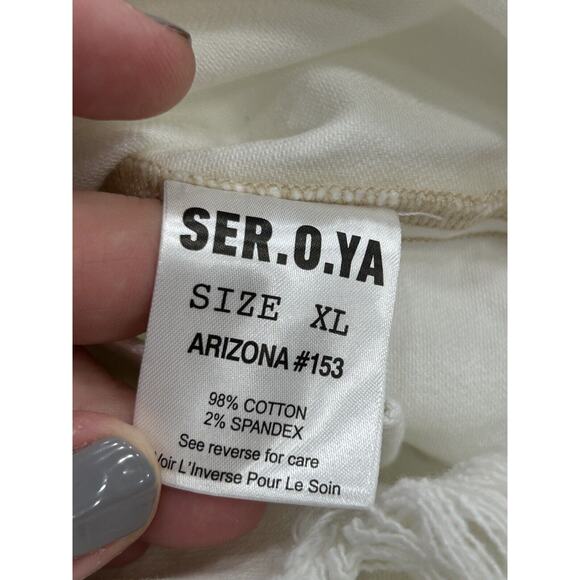 SER.O.YA
SIZE XL
ARIZONA #153
98% COTTON
2% SPANDEX
See reverse for care
Voir L'Inverse Pour Le Soin